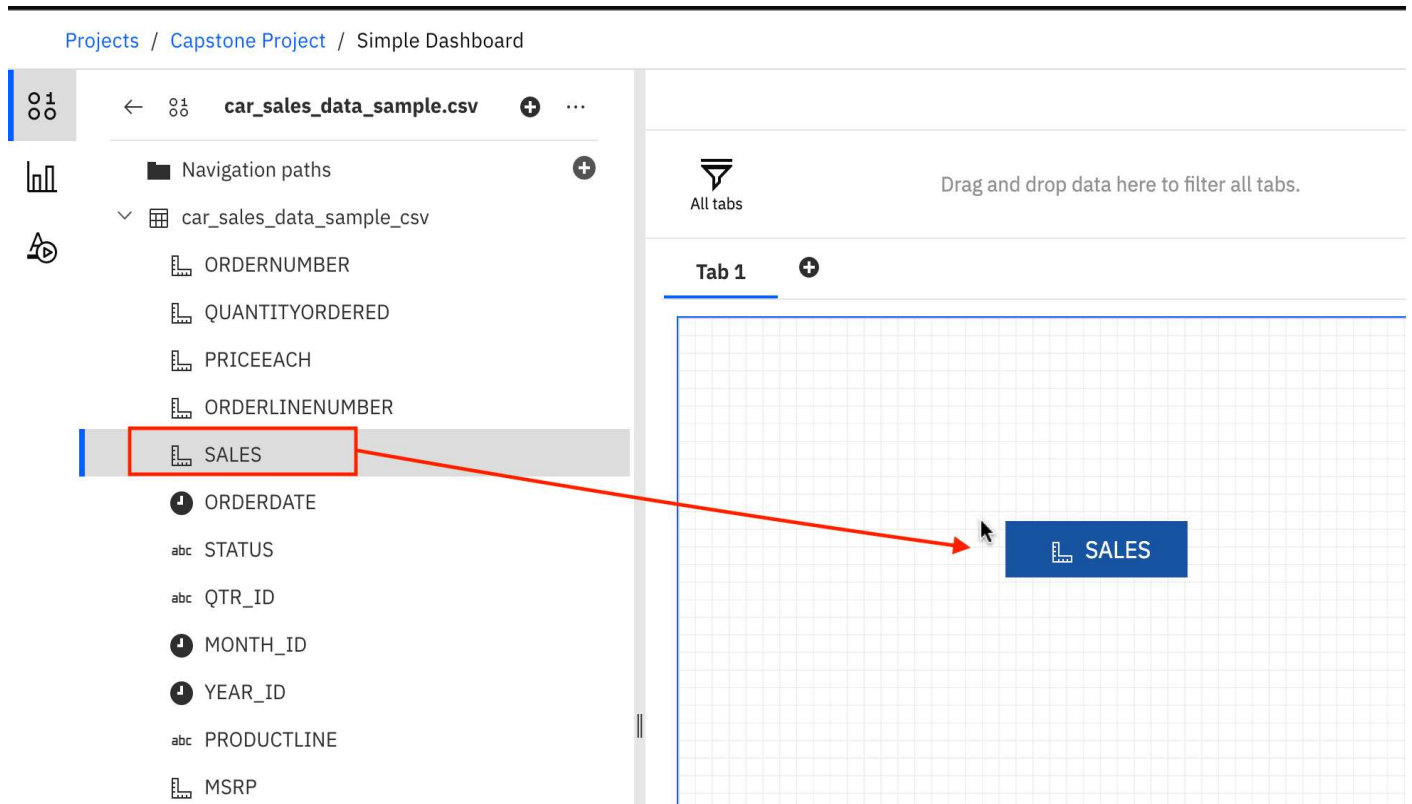 Projects / Capstone Project / Simple Dashboard
car_sales_data_sample.csv
Navigation paths
car_sales_data_sample_csv
ORDERNUMBER
QUANTITYORDERED
PRICEEACH
ORDERLINENUMBER
SALES
ORDERDATE
abc STATUS
abc QTR_ID
MONTH_ID
YEAR_ID
abc PRODUCTLINE
MSRP
All tabs
Drag and drop data here to filter all tabs.
Tab 1
SALES